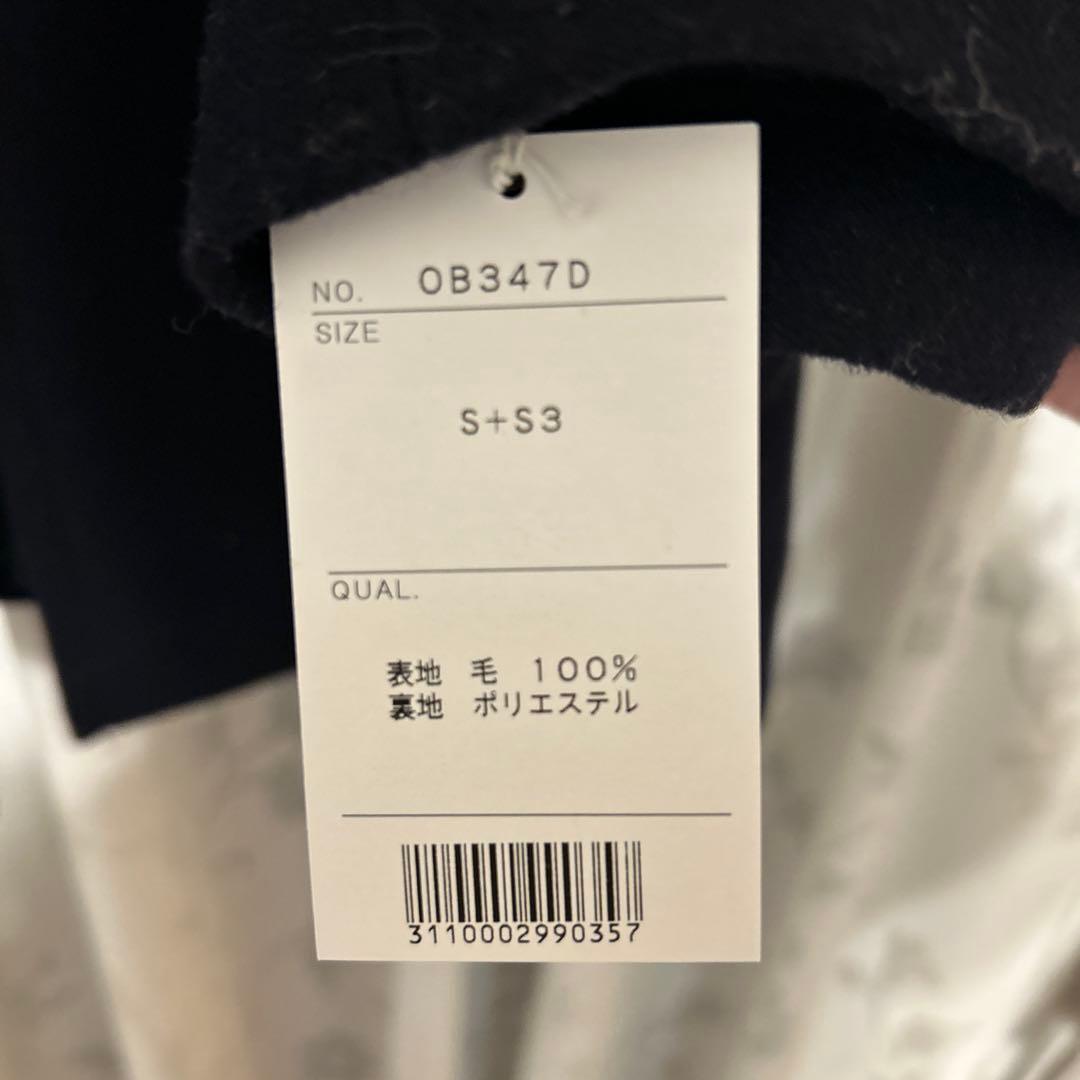 NO. OB347D
SIZE
S+S3
QUAL.
表地 毛 100%
裏地 ポリエステル
3110002990357